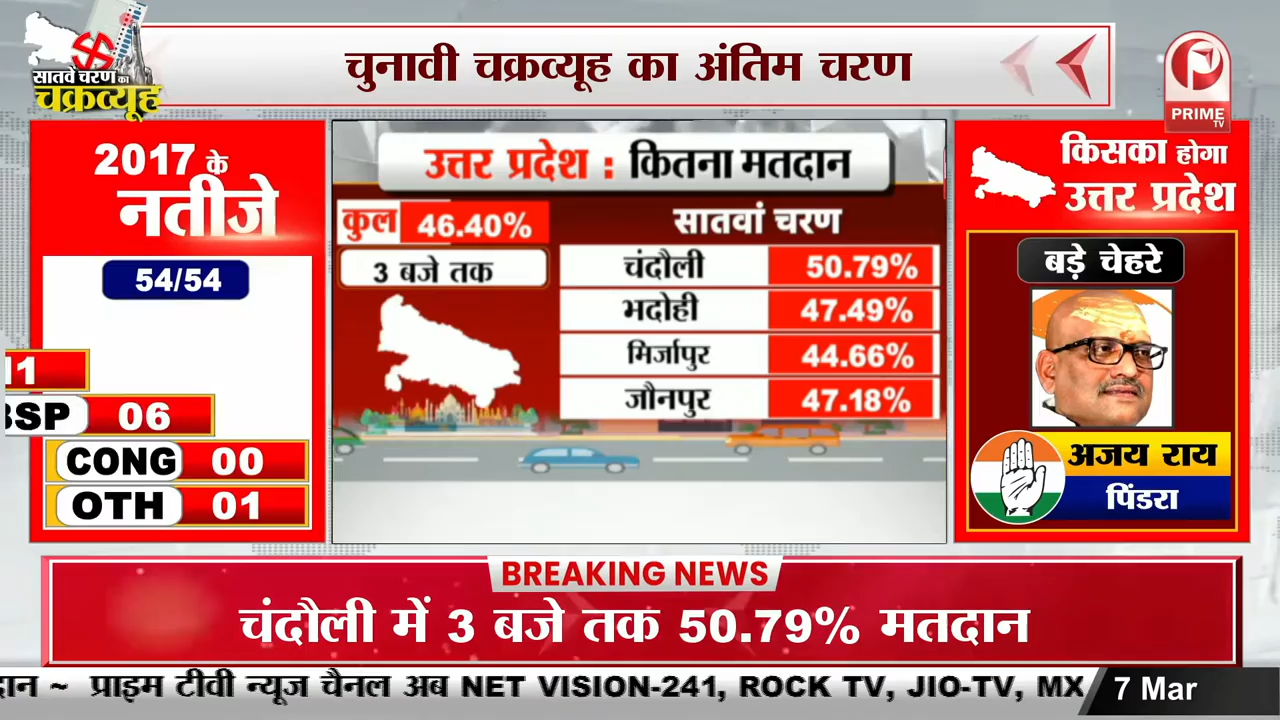 सातवें चरण का
चक्रव्यूह
चुनावी चक्रव्यूह का अंतिम चरण
PRIME
TV
2017 के
नतीजे
54/54
11
BSP 06
CONG 00
OTH 01
उत्तर प्रदेश : कितना मतदान
कुल 46.40%
3 बजे तक
सातवां चरण
चंदौली 50.79%
भदोही 47.49%
मिर्जापुर 44.66%
जौनपुर 47.18%
किसका होगा
उत्तर प्रदेश
बड़े चेहरे
अजय राय
पिंडरा
BREAKING NEWS
चंदौली में 3 बजे तक 50.79% मतदान
दान ~ प्राइम टीवी न्यूज चैनल अब NET VISION-241, ROCK TV, JIO-TV, MX
7 Mar